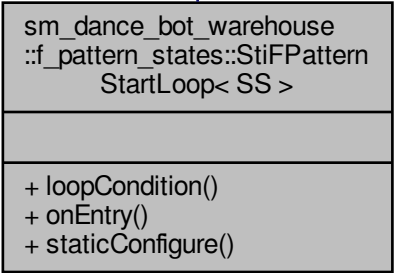 sm_dance_bot_warehouse
::f_pattern_states::StiFPattern
StartLoop< SS >
+ loopCondition()
+ onEntry()
+ staticConfigure()